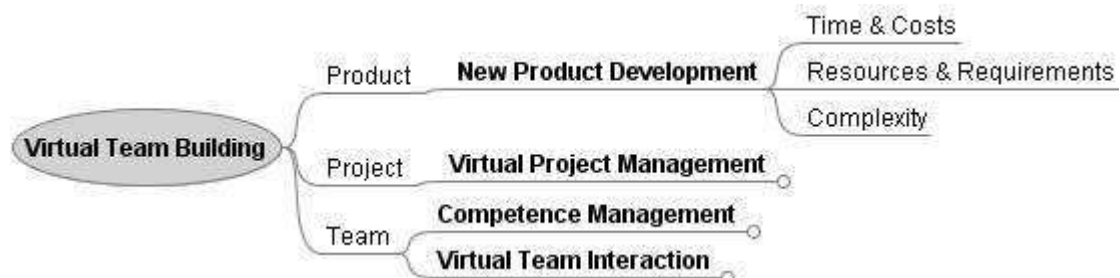 Time & Costs
Product
New Product Development
Resources & Requirements
Complexity
Virtual Team Building
Project
Virtual Project Management
Team
Competence Management
Virtual Team Interaction